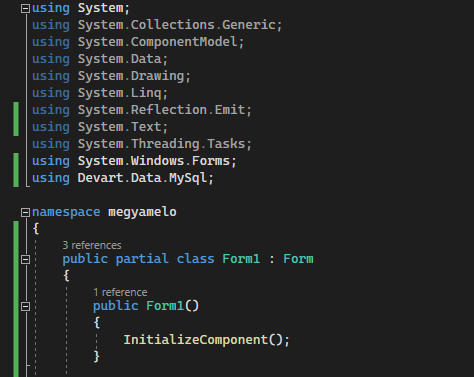 using System;
using System.Collections.Generic;
using System.ComponentModel;
using System.Data;
using System.Drawing;
using System.Linq;
using System.Reflection.Emit;
using System.Text;
using System.Threading.Tasks;
using System.Windows.Forms;
using Devart.Data.MySql;
namespace megyamelo
{
3 references
public partial class Form1 : Form
{
1 reference
public Form1()
{
InitializeComponent();
}